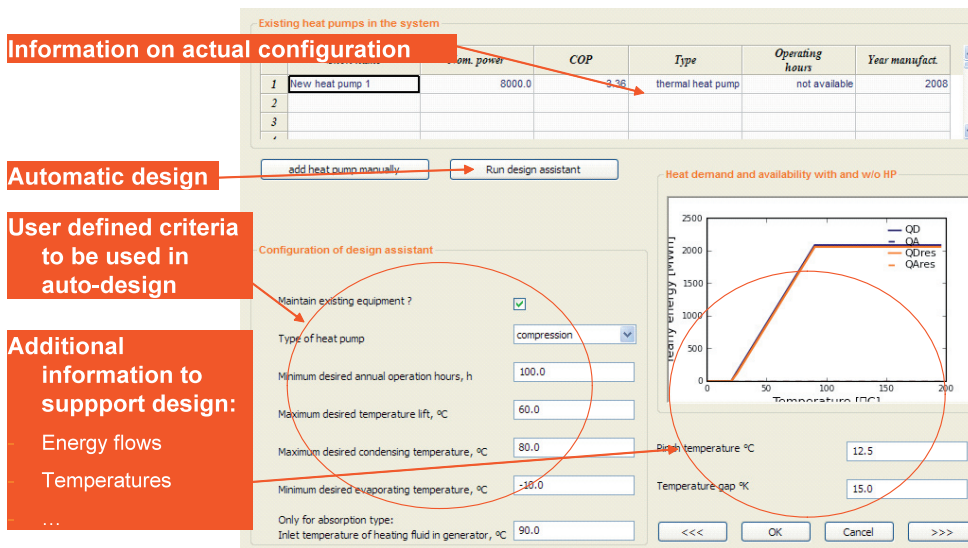 Existing heat pumps in the system
Information on actual configuration
Nom. power
COP
Type
Operating
hours
Year manufact.
1 New heat pump 1 8000.0 3.36 thermal heat pump not available 2008
2
3
add heat pump manually
Run design assistant
Automatic design
Heat demand and availability with and w/o HP
User defined criteria
to be used in
auto-design
Configuration of design assistant
Maintain existing equipment ?
Type of heat pump compression
Minimum desired annual operation hours, h 100.0
Maximum desired temperature lift, ºC 60.0
Maximum desired condensing temperature, ºC 80.0
Minimum desired evaporating temperature, ºC -10.0
Only for absorption type:
Inlet temperature of heating fluid in generator, ºC 90.0
Additional
information to
suppport design:
- Energy flows
- Temperatures
- ...
Yearly energy [MWh]
2500
2000
1500
1000
500
0
0 50 100 150 200
Temperature [°C]
QD
QA
QDres
QAres
Pinch temperature ºC 12.5
Temperature gap ºK 15.0
<<< OK Cancel >>>